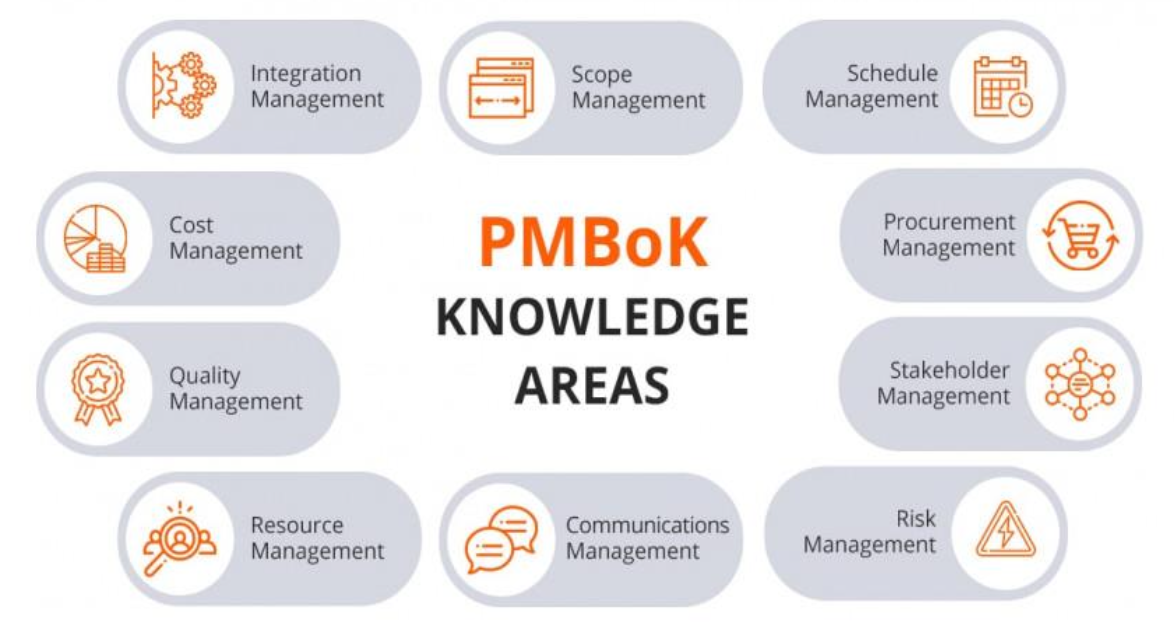 Integration
Management
Scope
Management
Schedule
Management
Cost
Management
PMBoK
KNOWLEDGE
AREAS
Procurement
Management
Quality
Management
Stakeholder
Management
Resource
Management
Communications
Management
Risk
Management